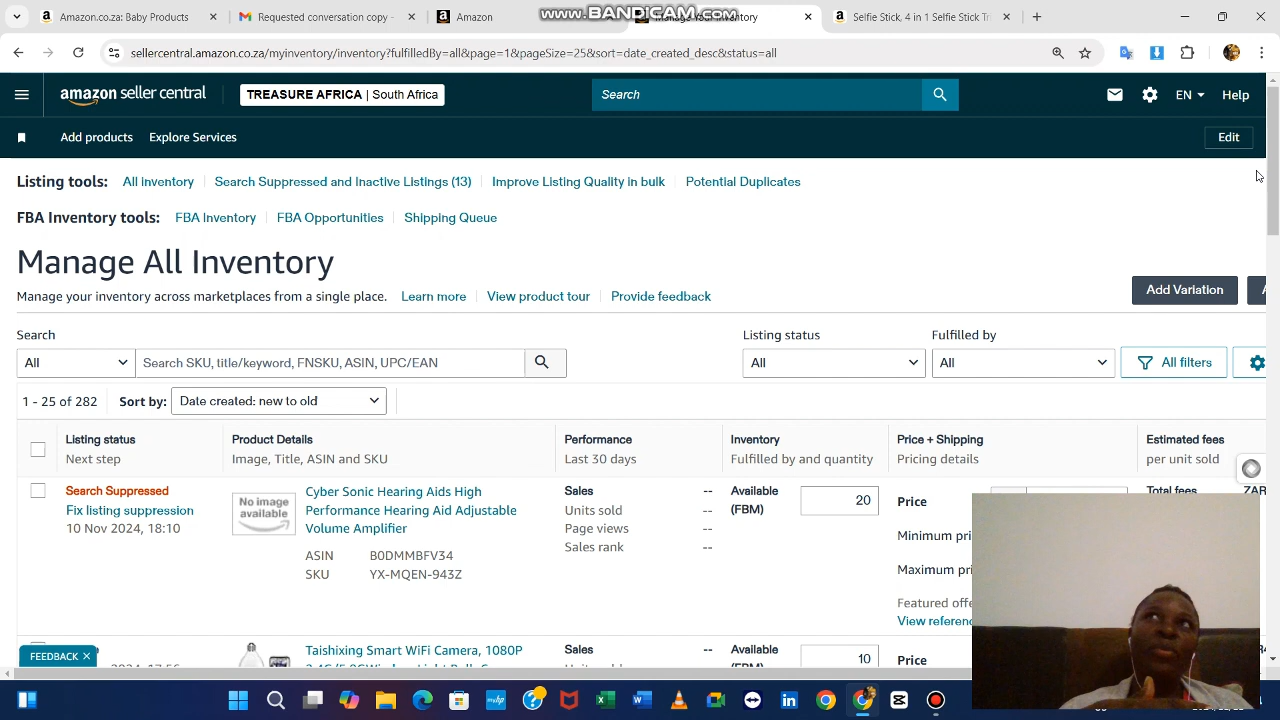 Amazon.co.za: Baby Products
Requested conversation copy -
Amazon
WWW.BANDICAM.COM
Manage Your Inventory
Selfie Stick, 4 in 1 Selfie Stick Tri
sellercentral.amazon.co.za/myinventory/inventory?fulfilledBy=all&page=1&pageSize=25&sort=date_created_desc&status=all
amazon seller central
TREASURE AFRICA | South Africa
Search
EN
Help
Add products
Explore Services
Edit
Listing tools:
All inventory
Search Suppressed and Inactive Listings (13)
Improve Listing Quality in bulk
Potential Duplicates
FBA Inventory tools:
FBA Inventory
FBA Opportunities
Shipping Queue
Manage All Inventory
Manage your inventory across marketplaces from a single place.
Learn more
View product tour
Provide feedback
Add Variation
Search
All
Search SKU, title/keyword, FNSKU, ASIN, UPC/EAN
Listing status
All
Fulfilled by
All
All filters
1 - 25 of 282
Sort by:
Date created: new to old
Listing status
Next step
Product Details
Image, Title, ASIN and SKU
Performance
Last 30 days
Inventory
Fulfilled by and quantity
Price + Shipping
Pricing details
Estimated fees
per unit sold
Search Suppressed
Fix listing suppression
10 Nov 2024, 18:10
No image
available
Cyber Sonic Hearing Aids High
Performance Hearing Aid Adjustable
Volume Amplifier
ASIN B0DMMBFV34
SKU YX-MQEN-943Z
Sales --
Units sold --
Page views --
Sales rank --
Available
(FBM)
20
Price
Minimum pri
Maximum pri
Featured offe
View referenc
Total fees
ZAR
Taishixing Smart WiFi Camera, 1080P
Sales --
Available
10
Price
FEEDBACK